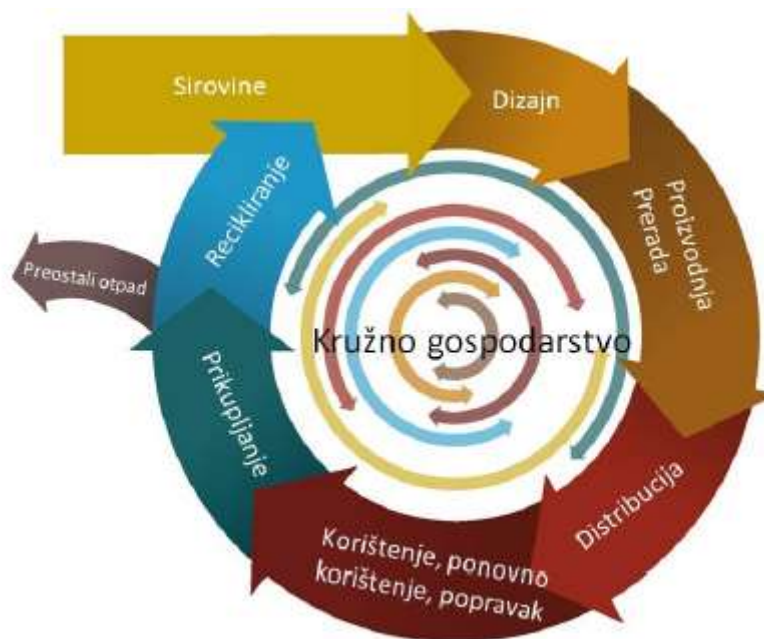 Sirovine
Dizajn
Proizvodnja
Prerada
Distribucija
Korištenje, ponovno
korištenje, popravak
Prikupljanje
Recikliranje
Preostali otpad
Kružno gospodarstvo